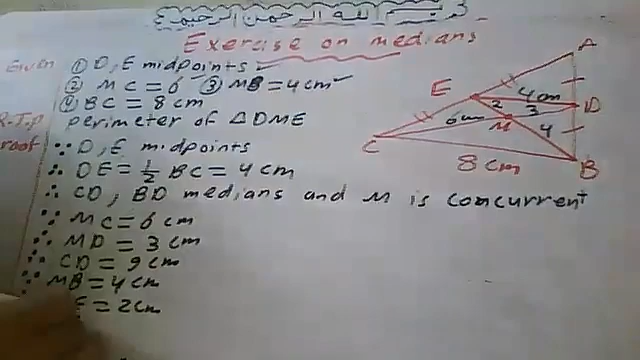 بسم الله الرحمن الرحيم
Exercise on medians
Given ① D, E midpoints
② MC = 6 ③ MB = 4 cm
④ BC = 8 cm
R.T.P perimeter of △ DME
Proof ∵ D, E midpoints
∴ DE = 1/2 BC = 4 cm
∴ CD, BD medians and M is concurrent
∵ MC = 6 cm
∴ MD = 3 cm
∴ CD = 9 cm
∵ MB = 4 cm
= 2 cm
A
E
4 cm
D
2
3
6 cm
M
4
C
8 cm
B